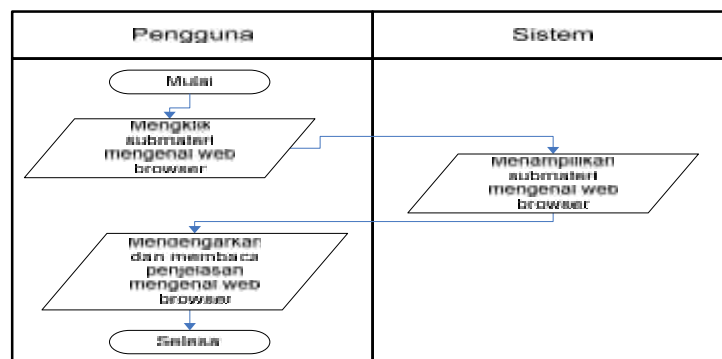 Pengguna
Sistem
Mulai
Mengklik
submateri
mengenal web
browser
Menampilkan
submateri
mengenal web
browser
Mendengarkan
dan membaca
penjelasan
mengenal web
browser
Selesai